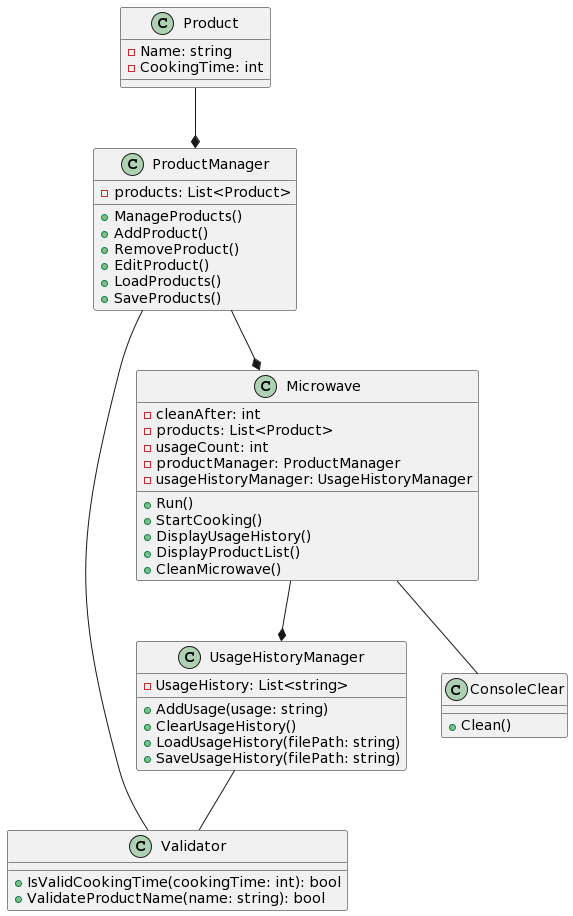 C Product
Name: string
CookingTime: int
C ProductManager
products: List<Product>
ManageProducts()
AddProduct()
RemoveProduct()
EditProduct()
LoadProducts()
SaveProducts()
C Microwave
cleanAfter: int
products: List<Product>
usageCount: int
productManager: ProductManager
usageHistoryManager: UsageHistoryManager
Run()
StartCooking()
DisplayUsageHistory()
DisplayProductList()
CleanMicrowave()
C UsageHistoryManager
UsageHistory: List<string>
AddUsage(usage: string)
ClearUsageHistory()
LoadUsageHistory(filePath: string)
SaveUsageHistory(filePath: string)
C ConsoleClear
Clean()
C Validator
IsValidCookingTime(cookingTime: int): bool
ValidateProductName(name: string): bool